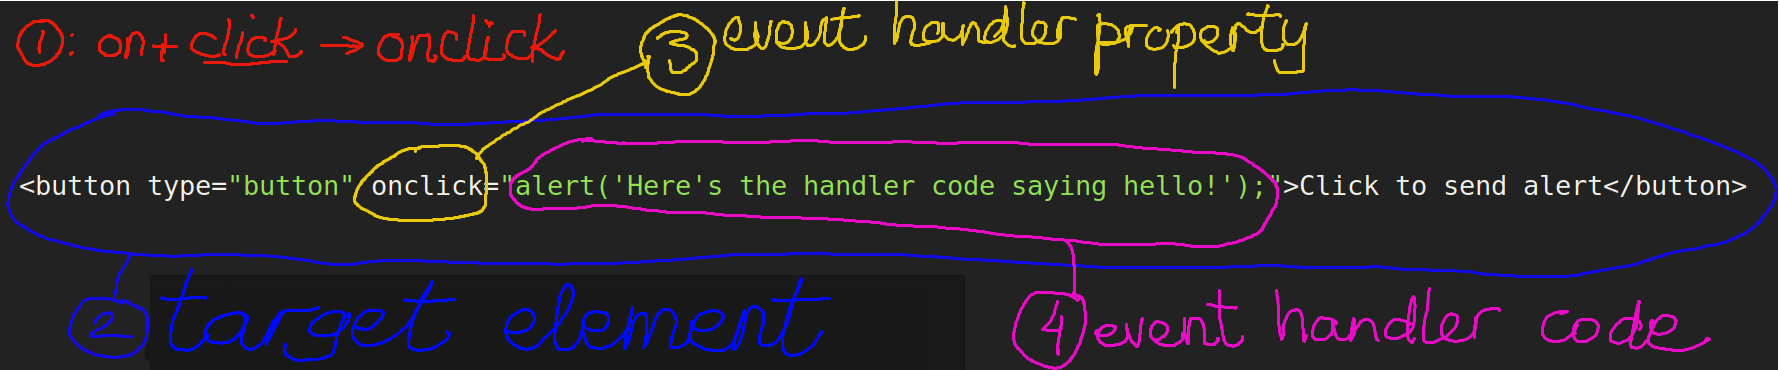 ①: on+click → onclick
③ event handler property
<button type="button" onclick="alert('Here's the handler code saying hello!');">Click to send alert</button>
② target element
④ event handler code